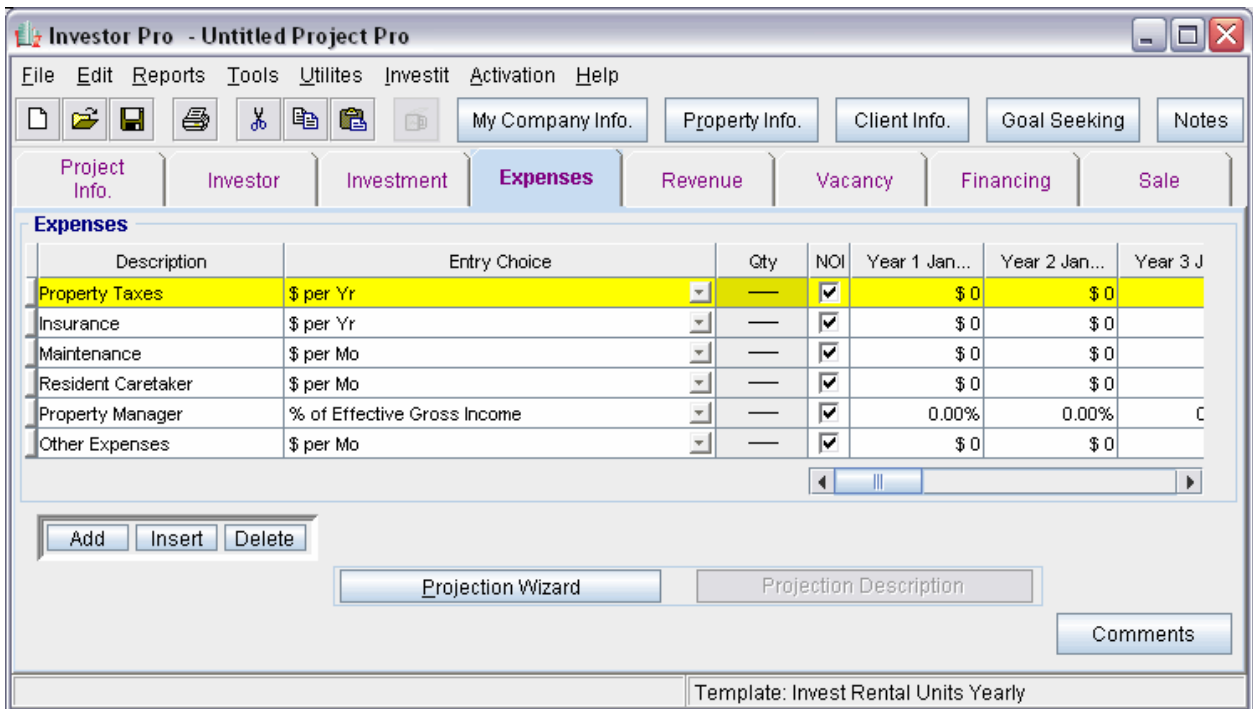 Investor Pro - Untitled Project Pro
File Edit Reports Tools Utilites Investit Activation Help
My Company Info. Property Info. Client Info. Goal Seeking Notes
Project Info. Investor Investment Expenses Revenue Vacancy Financing Sale
Expenses
Description Entry Choice Qty NOI Year 1 Jan... Year 2 Jan... Year 3 J
Property Taxes $ per Yr — $ 0 $ 0
Insurance $ per Yr — $ 0 $ 0
Maintenance $ per Mo — $ 0 $ 0
Resident Caretaker $ per Mo — $ 0 $ 0
Property Manager % of Effective Gross Income — 0.00% 0.00% 0
Other Expenses $ per Mo — $ 0 $ 0
Add Insert Delete
Projection Wizard Projection Description
Comments
Template: Invest Rental Units Yearly